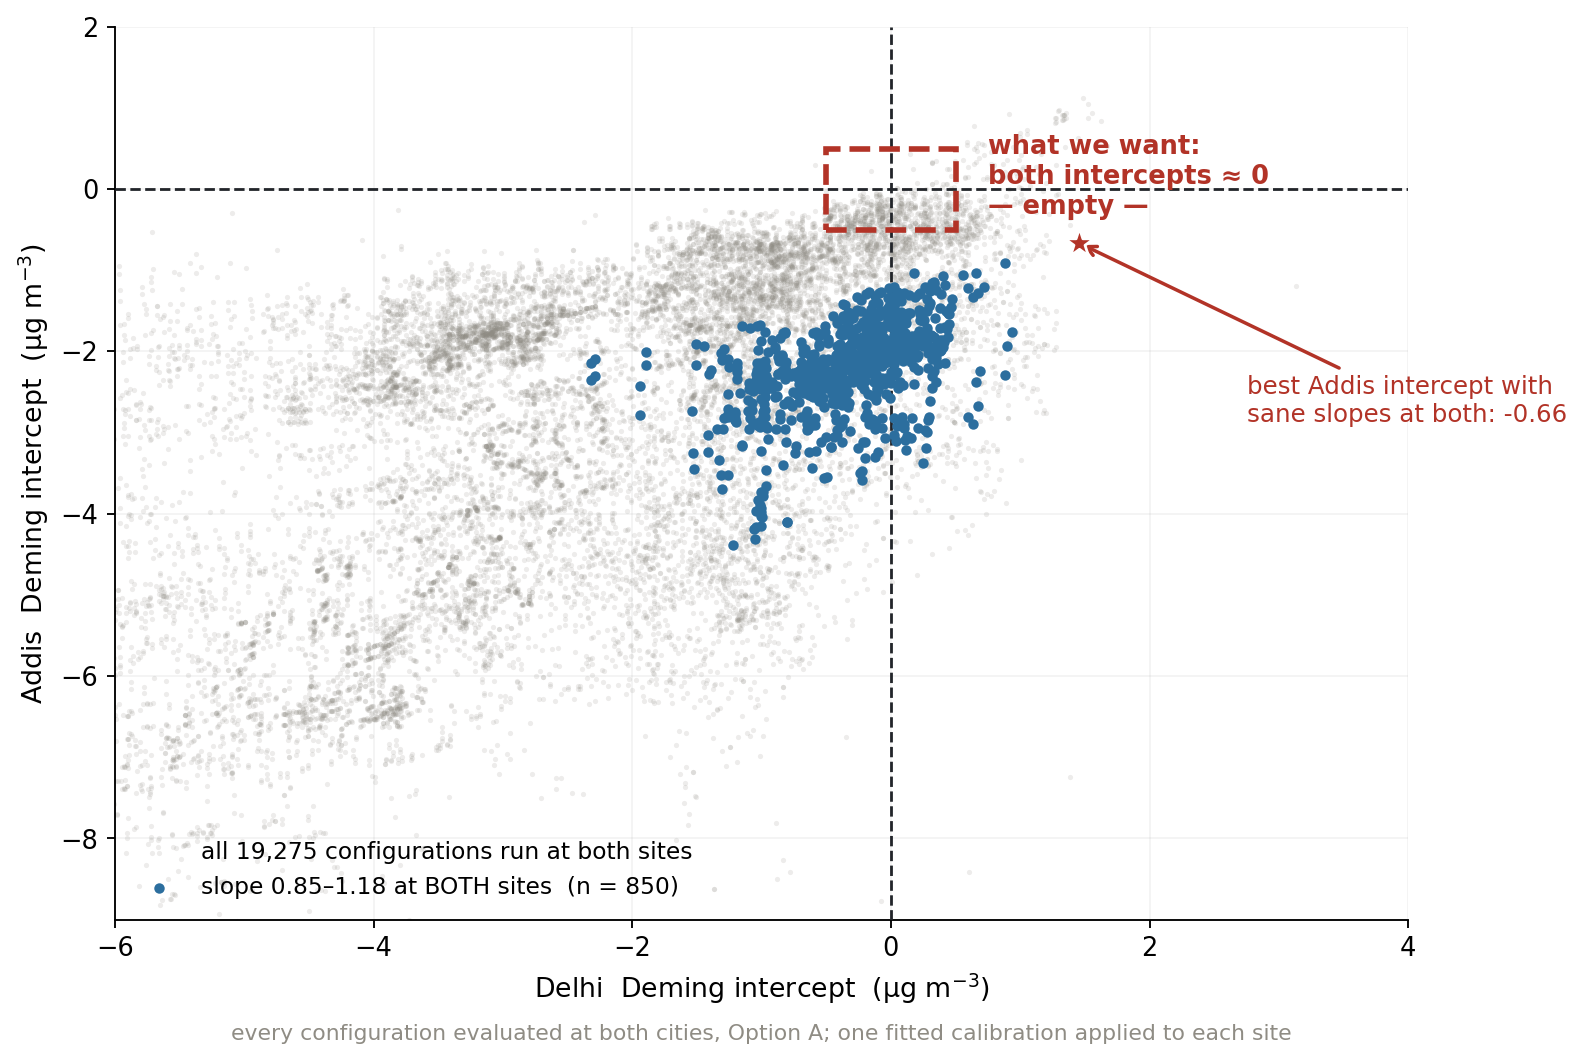 2
0
−2
−4
−6
−8
Addis  Deming intercept  (µg m⁻³)
what we want:
both intercepts ≈ 0
— empty —
best Addis intercept with
sane slopes at both: -0.66
all 19,275 configurations run at both sites
slope 0.85–1.18 at BOTH sites  (n = 850)
−6
−4
−2
0
2
4
Delhi  Deming intercept  (µg m⁻³)
every configuration evaluated at both cities, Option A; one fitted calibration applied to each site